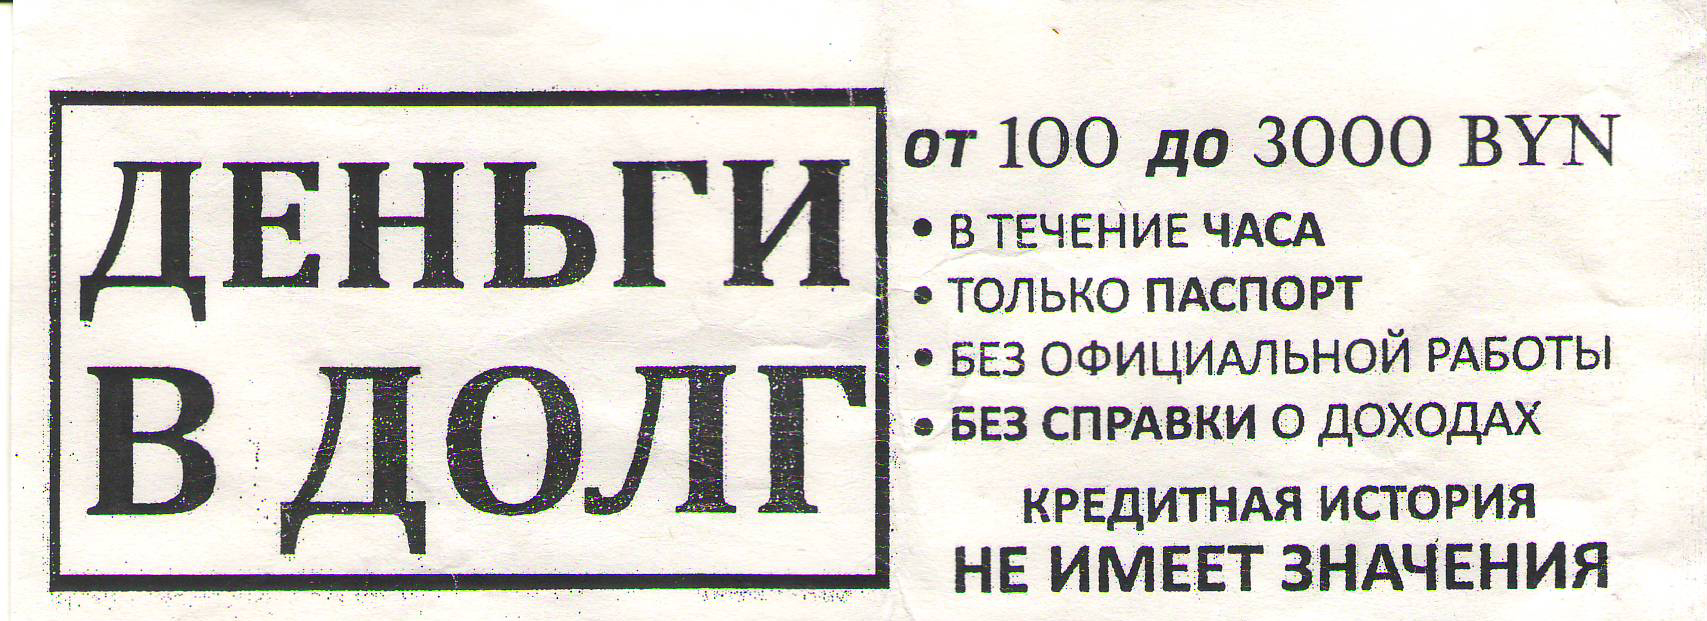 ДЕНЬГИ
В ДОЛГ
от 100 до 3000 BYN
• В ТЕЧЕНИЕ ЧАСА
• ТОЛЬКО ПАСПОРТ
• БЕЗ ОФИЦИАЛЬНОЙ РАБОТЫ
• БЕЗ СПРАВКИ О ДОХОДАХ
КРЕДИТНАЯ ИСТОРИЯ
НЕ ИМЕЕТ ЗНАЧЕНИЯ